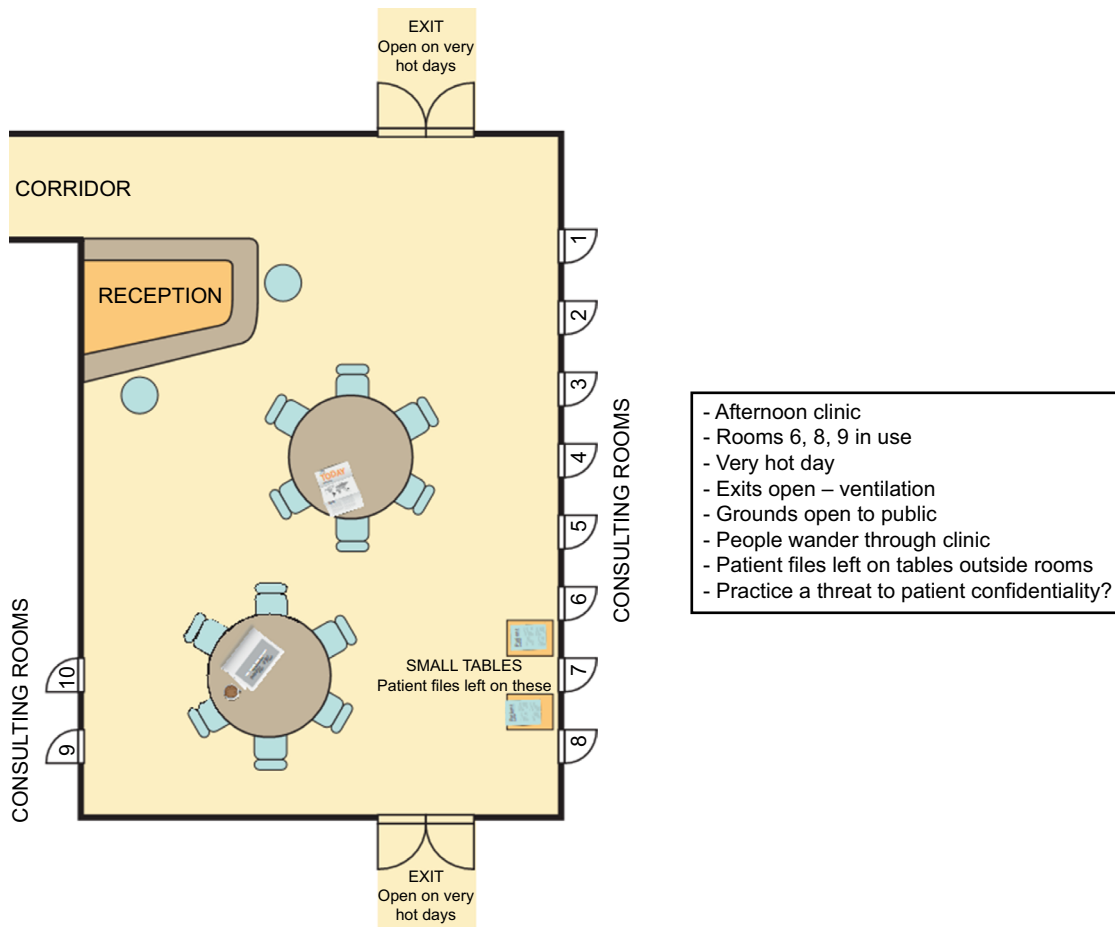 EXIT
Open on very
hot days
CORRIDOR
RECEPTION
1
2
3
4
5
6
7
8
CONSULTING ROOMS
TODAY
SMALL TABLES
Patient files left on these
CONSULTING ROOMS
10
9
EXIT
Open on very
hot days
- Afternoon clinic
- Rooms 6, 8, 9 in use
- Very hot day
- Exits open – ventilation
- Grounds open to public
- People wander through clinic
- Patient files left on tables outside rooms
- Practice a threat to patient confidentiality?